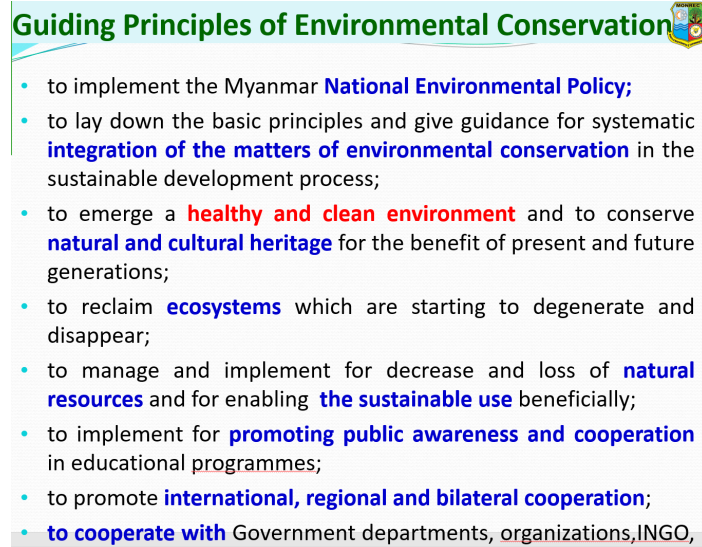 Guiding Principles of Environmental Conservation
MONREC
• to implement the Myanmar National Environmental Policy;
• to lay down the basic principles and give guidance for systematic
integration of the matters of environmental conservation in the
sustainable development process;
• to emerge a healthy and clean environment and to conserve
natural and cultural heritage for the benefit of present and future
generations;
• to reclaim ecosystems which are starting to degenerate and
disappear;
• to manage and implement for decrease and loss of natural
resources and for enabling the sustainable use beneficially;
• to implement for promoting public awareness and cooperation
in educational programmes;
• to promote international, regional and bilateral cooperation;
• to cooperate with Government departments, organizations,INGO,